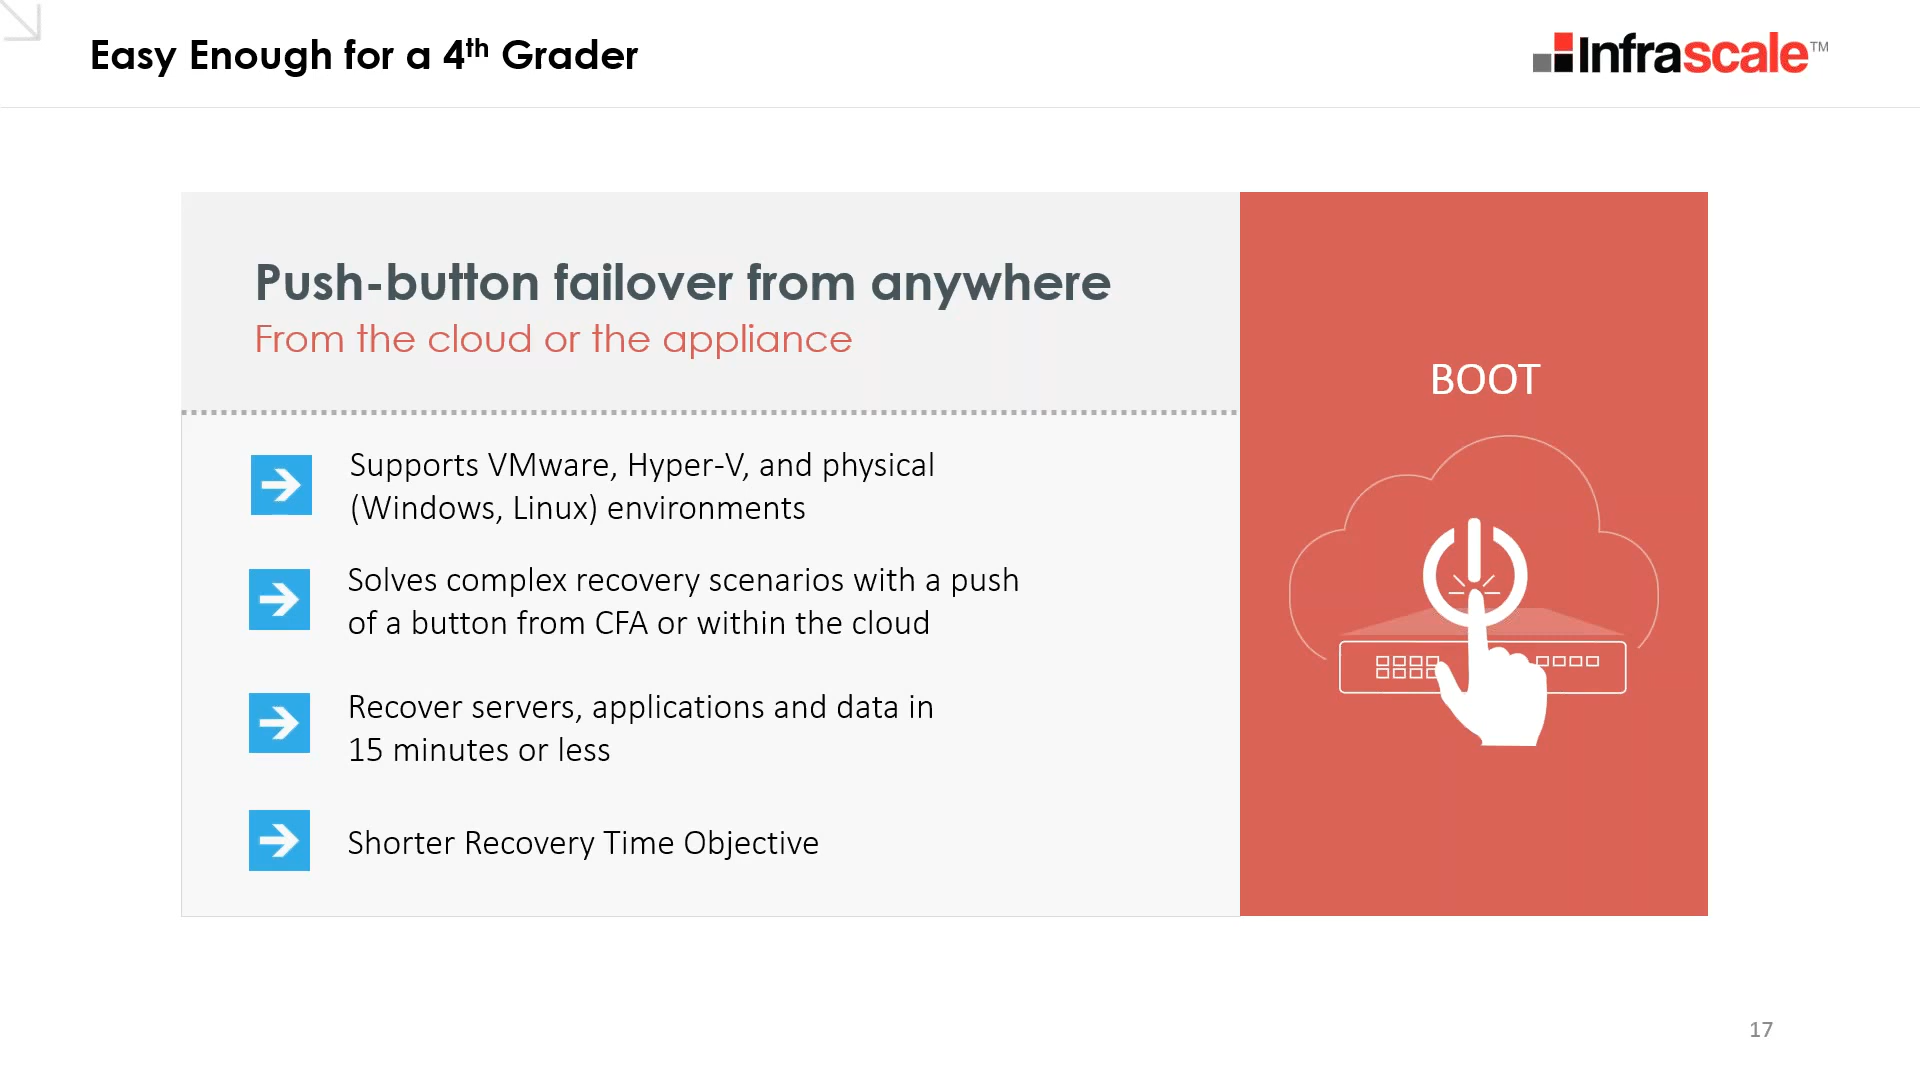 Easy Enough for a 4th Grader
Infrascale™
Push-button failover from anywhere
From the cloud or the appliance
Supports VMware, Hyper-V, and physical
(Windows, Linux) environments
Solves complex recovery scenarios with a push
of a button from CFA or within the cloud
Recover servers, applications and data in
15 minutes or less
Shorter Recovery Time Objective
BOOT
17